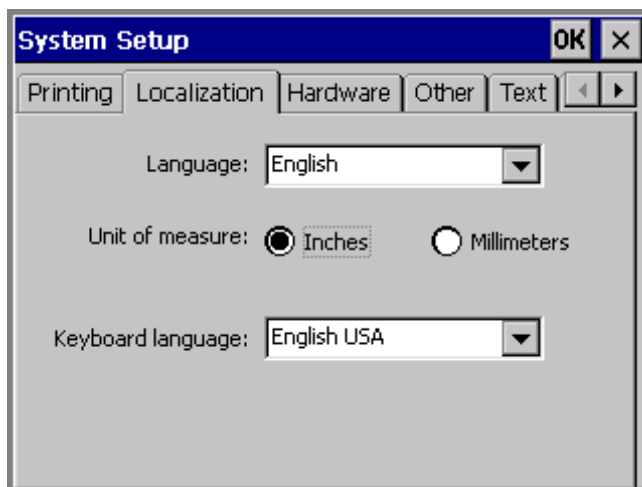 System Setup OK ×
Printing Localization Hardware Other Text
Language: English
Unit of measure: Inches Millimeters
Keyboard language: English USA